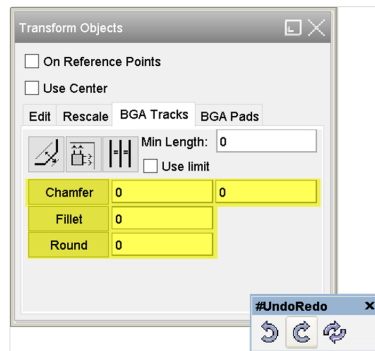 Transform Objects
On Reference Points
Use Center
Edit Rescale BGA Tracks BGA Pads
Min Length: 0
Use limit
Chamfer 0 0
Fillet 0
Round 0
#UndoRedo x